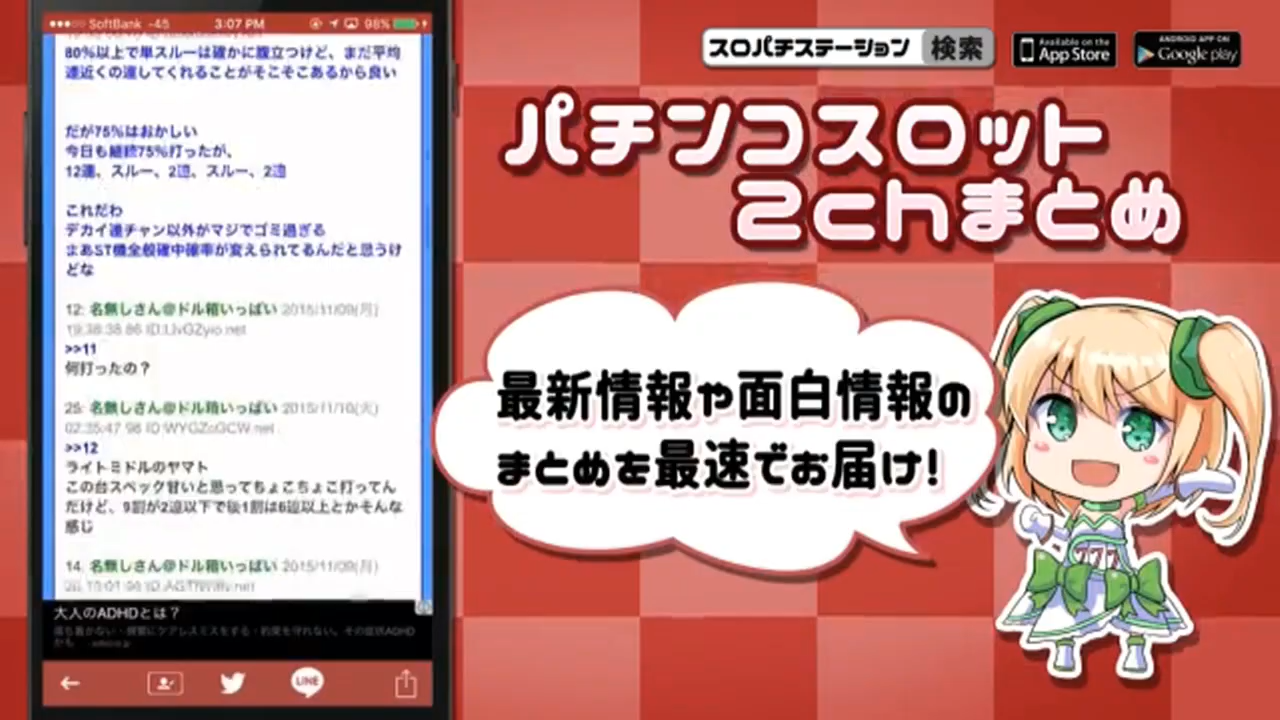 SoftBank 3:07 PM 98%
80%以上で単スルーは確かに腹立つけど、まだ平均
連近くの連してくれることがそこそこあるから良い
だが75%はおかしい
今日も継続75%打ったが、
12連、スルー、2連、スルー、2連
これだわ
デカイ連チャン以外がマジでゴミ過ぎる
まあST機全般確中確率が変えられてるんだと思うけ
どな
12: 名無しさん@ドル箱いっぱい 2015/11/09(月)
>>11
何打ったの?
25: 名無しさん@ドル箱いっぱい 2015/11/10(火)
>>12
ライトミドルのヤマト
この台スペック甘いと思ってちょこちょこ打ってん
だけど、9割が2連以下で後1割は6連以上とかそんな
感じ
14: 名無しさん@ドル箱いっぱい 2015/11/09(月)
大人のADHDとは?
LINE
スロパチステーション 検索
Available on the
App Store
ANDROID APP ON
Google play
パチンコスロット
2chまとめ
最新情報や面白情報の
まとめを最速でお届け!
777